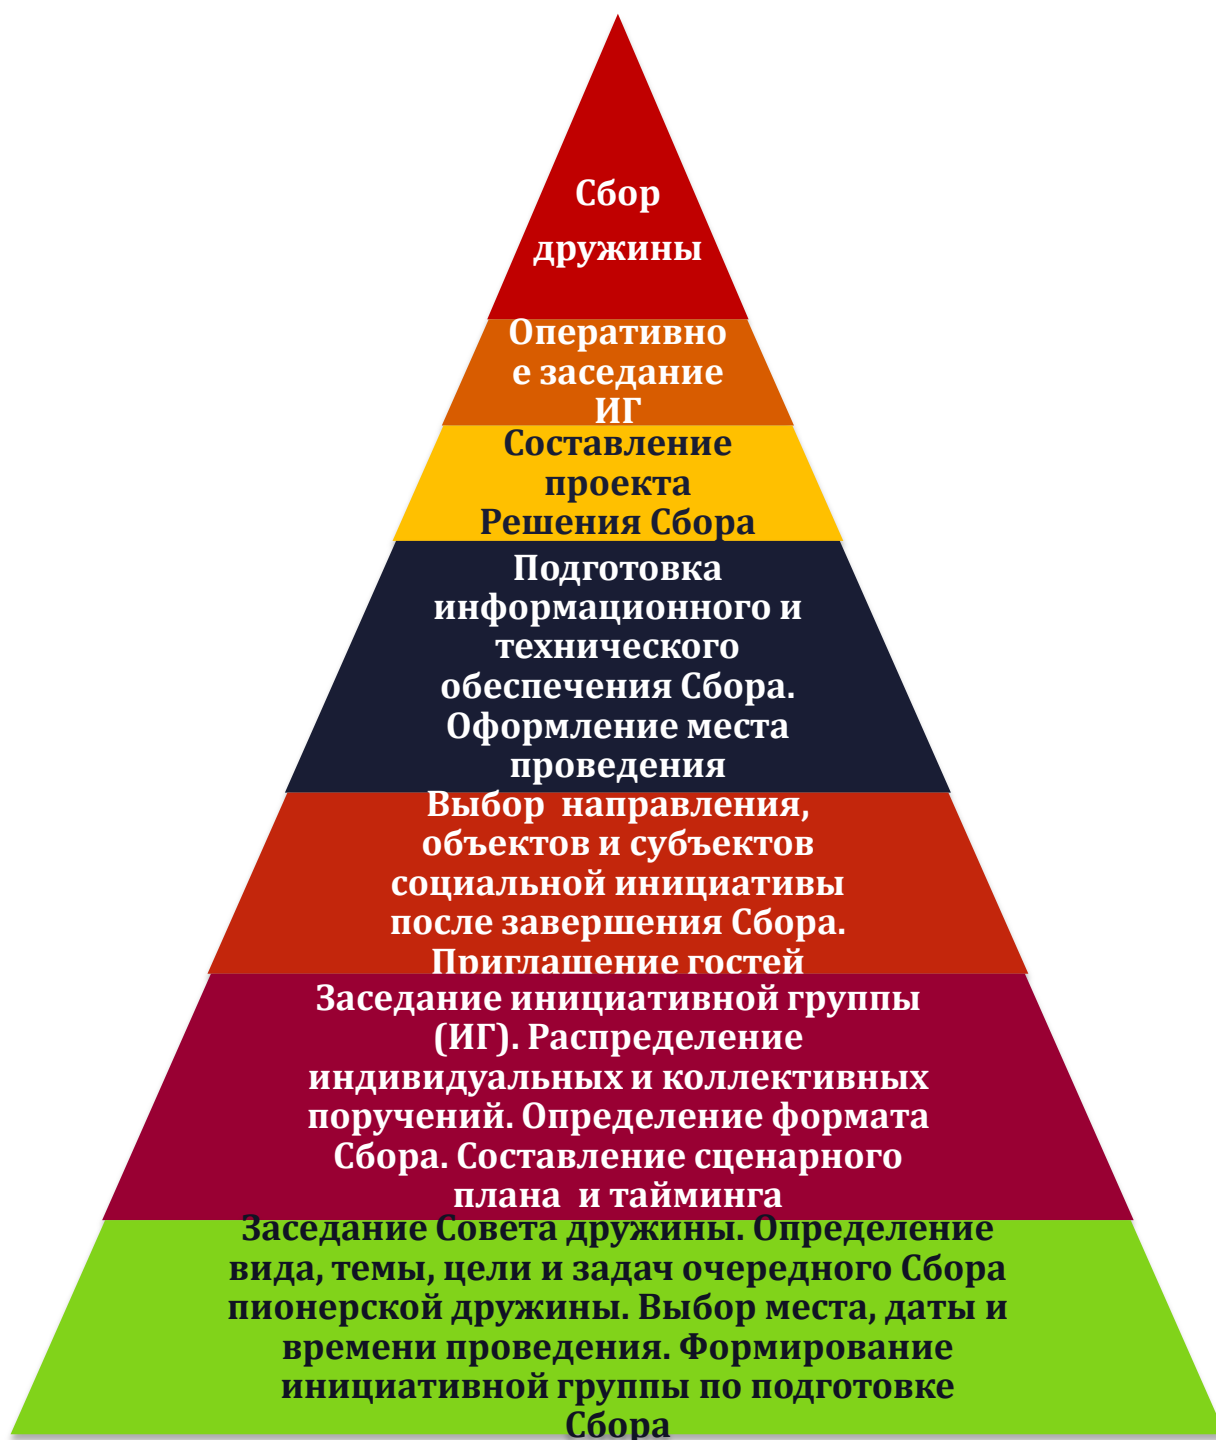 Сбор
дружины
Оперативно
е заседание
ИГ
Составление
проекта
Решения Сбора
Подготовка
информационного и
технического
обеспечения Сбора.
Оформление места
проведения
Выбор  направления,
объектов и субъектов
социальной инициативы
после завершения Сбора.
Приглашение гостей
Заседание инициативной группы
(ИГ). Распределение
индивидуальных и коллективных
поручений. Определение формата
Сбора. Составление сценарного
плана  и тайминга
Заседание Совета дружины. Определение
вида, темы, цели и задач очередного Сбора
пионерской дружины. Выбор места, даты и
времени проведения. Формирование
инициативной группы по подготовке
Сбора